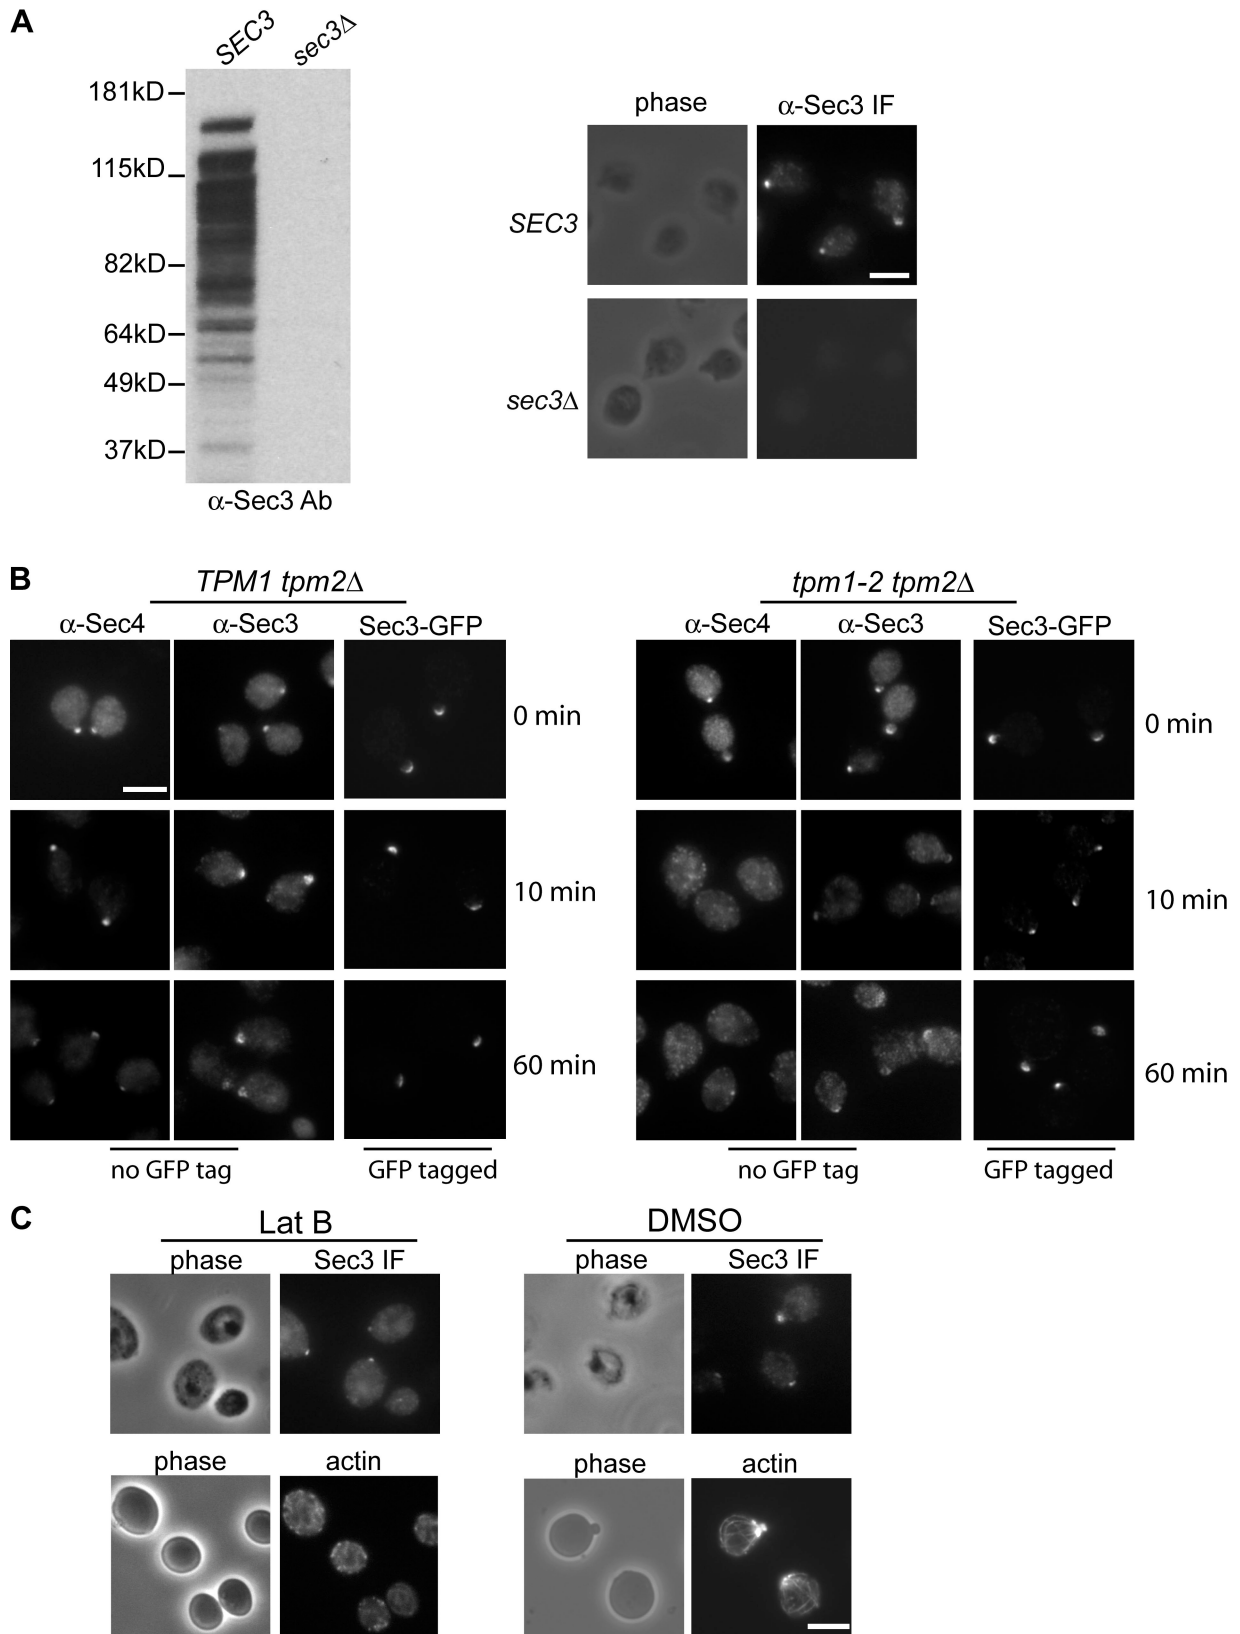 A
SEC3 sec3Δ
181kD
115kD
82kD
64kD
49kD
37kD
α-Sec3 Ab
phase α-Sec3 IF
SEC3
sec3Δ
B
TPM1 tpm2Δ
α-Sec4 α-Sec3 Sec3-GFP
0 min
10 min
60 min
no GFP tag GFP tagged
tpm1-2 tpm2Δ
α-Sec4 α-Sec3 Sec3-GFP
0 min
10 min
60 min
no GFP tag GFP tagged
C
Lat B
phase Sec3 IF
phase actin
DMSO
phase Sec3 IF
phase actin